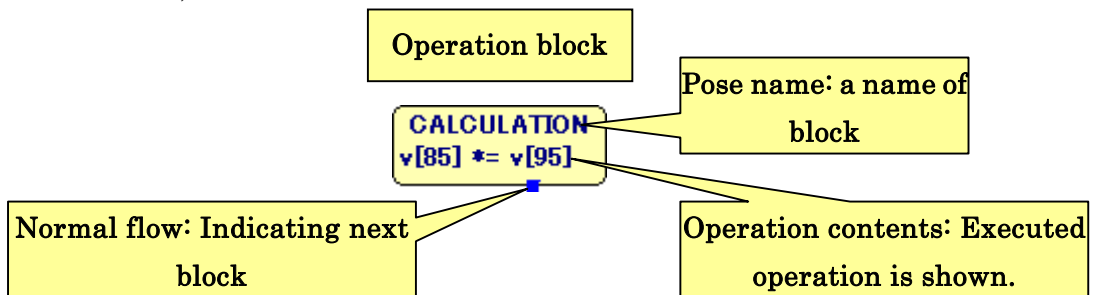 Operation block
Pose name: a name of
block
CALCULATION
v[85] *= v[95]
Normal flow: Indicating next
block
Operation contents: Executed
operation is shown.